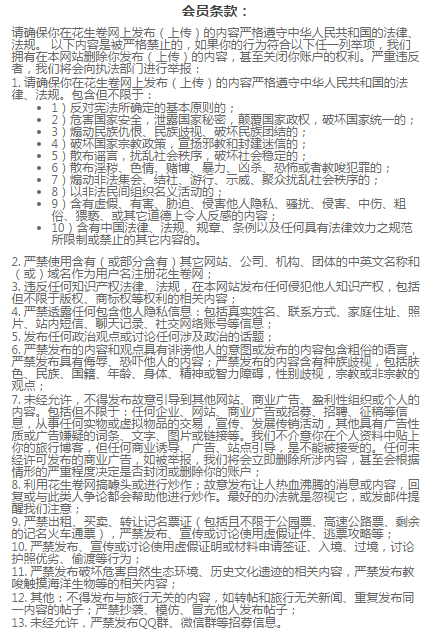 会员条款：
请确保你在花生卷网上发布（上传）的内容严格遵守中华人民共和国的法律、
法规。 以下内容是被严格禁止的，如果你的行为符合以下任一列举项，我们
拥有在本网站删除你发布（上传）的内容，甚至关闭你账户的权利。严重违反
者，我们将会向执法部门进行举报；
1. 请确保你在花生卷网上发布（上传）的内容严格遵守中华人民共和国的法
律、法规。包含但不限于：
1）反对宪法所确定的基本原则的；
2）危害国家安全，泄露国家秘密，颠覆国家政权，破坏国家统一的；
3）煽动民族仇恨、民族歧视、破坏民族团结的；
4）破坏国家宗教政策，宣扬邪教和封建迷信的；
5）散布谣言，扰乱社会秩序，破坏社会稳定的；
6）散布淫秽、色情、赌博、暴力、凶杀、恐怖或者教唆犯罪的；
7）煽动非法集会、结社、游行、示威、聚众扰乱社会秩序的；
8）以非法民间组织名义活动的；
9）含有虚假、有害、胁迫、侵害他人隐私、骚扰、侵害、中伤、粗
俗、猥亵、或其它道德上令人反感的内容；
10）含有中国法律、法规、规章、条例以及任何具有法律效力之规范
所限制或禁止的其它内容的。
2. 严禁使用含有（或部分含有）其它网站、公司、机构、团体的中英文名称和
（或）域名作为用户名注册花生卷网；
3. 违反任何知识产权法律、法规，在本网站发布任何侵犯他人知识产权，包括
但不限于版权、商标权等权利的相关内容；
4. 严禁透露任何包含他人隐私信息：包括真实姓名、联系方式、家庭住址、照
片、站内短信、聊天记录、社交网络账号等信息；
5. 发布任何政治观点或讨论任何涉及政治的话题；
6. 严禁发布的内容和观点具有诽谤他人的意图或发布的内容包含粗俗的语言，
严禁发布具有侮辱、恐吓他人的内容；严禁发布的内容含有种族歧视，包括肤
色、民族、国籍、年龄、身体、精神或智力障碍，性别歧视，宗教或非宗教的
观点；
7. 未经允许，不得发布故意引导到其他网站、商业广告、盈利性组织或个人的
内容。包括但不限于：任何企业、网站、商业广告或招募、招聘、征稿等信
息，从事任何实物或虚拟物品的交易，宣传、发展传销活动，其他具有广告性
质或广告嫌疑的词条、文字、图片或链接等。我们不介意你在个人资料中贴上
你的旅行博客，但任何商业诱导、广告、站点引导，是不能被接受的。任何未
经许可发布的商业广告，如被举报，我们将会立即删除所涉内容，甚至会根据
情形的严重程度决定是否封闭或删除你的账户；
8. 利用花生卷网搞噱头或进行炒作；故意发布让人热血沸腾的消息或内容，回
复或与此类人争论都会帮助他进行炒作。最好的办法就是忽视它，或发邮件提
醒我们注意；
9. 严禁出租、买卖、转让记名票证（包括且不限于公园票、高速公路票、剩余
的记名火车通票），严禁发布、宣传或讨论使用虚假证件、逃票攻略等；
10. 严禁发布、宣传或讨论使用虚假证明或材料申请签证、入境、过境，讨论
护照优劣、偷渡等行为；
11. 严禁发布破坏危害自然生态环境、历史文化遗迹的相关内容，严禁发布教
唆触摸海洋生物等的相关内容；
12. 其他：不得发布与旅行无关的内容，如转帖和旅行无关新闻、重复发布同
一内容的帖子；严禁抄袭、模仿、冒充他人发布帖子；
13. 未经允许，严禁发布QQ群、微信群等招募信息。